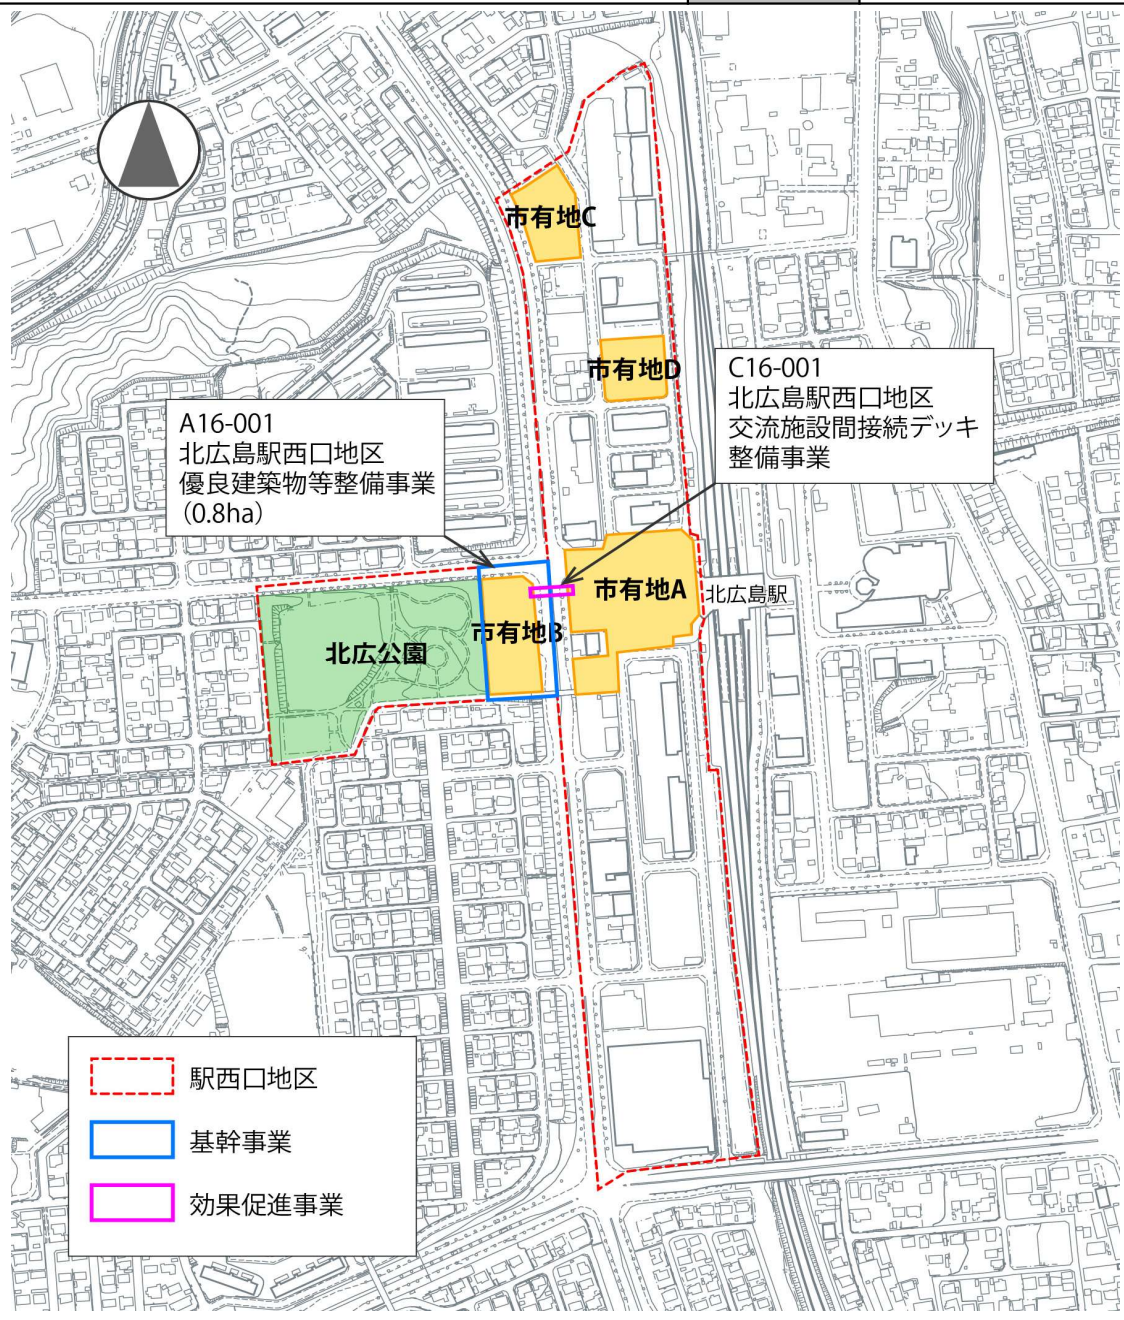 市有地C
市有地D
C16-001
北広島駅西口地区
交流施設間接続デッキ
整備事業
A16-001
北広島駅西口地区
優良建築物等整備事業
(0.8ha)
市有地A
北広島駅
市有地B
北広公園
駅西口地区
基幹事業
効果促進事業